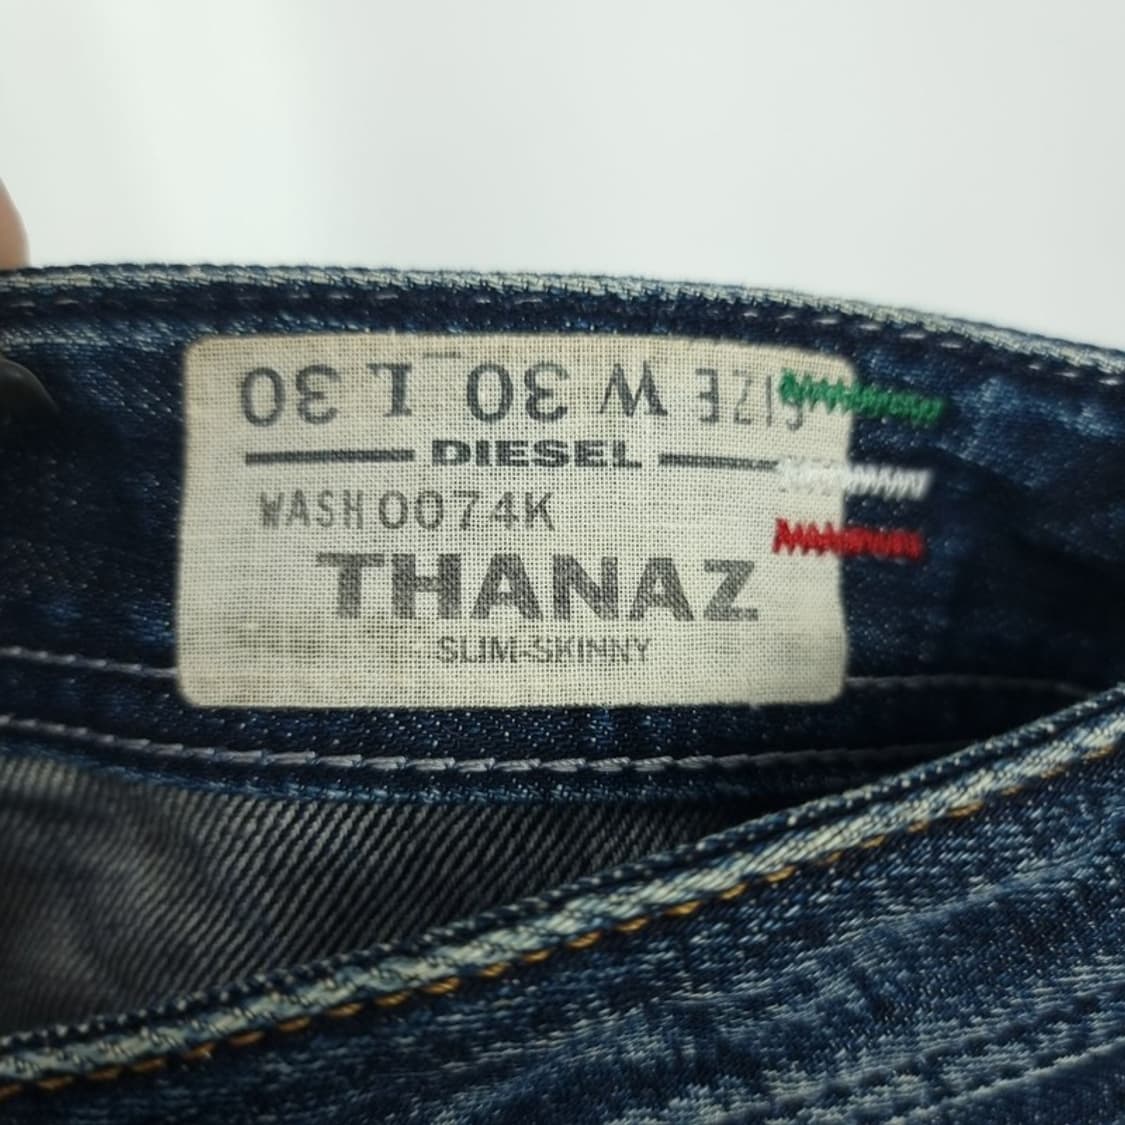 SIZE W 30 L 30
DIESEL
WASH 0074K
THANAZ
SLIM-SKINNY